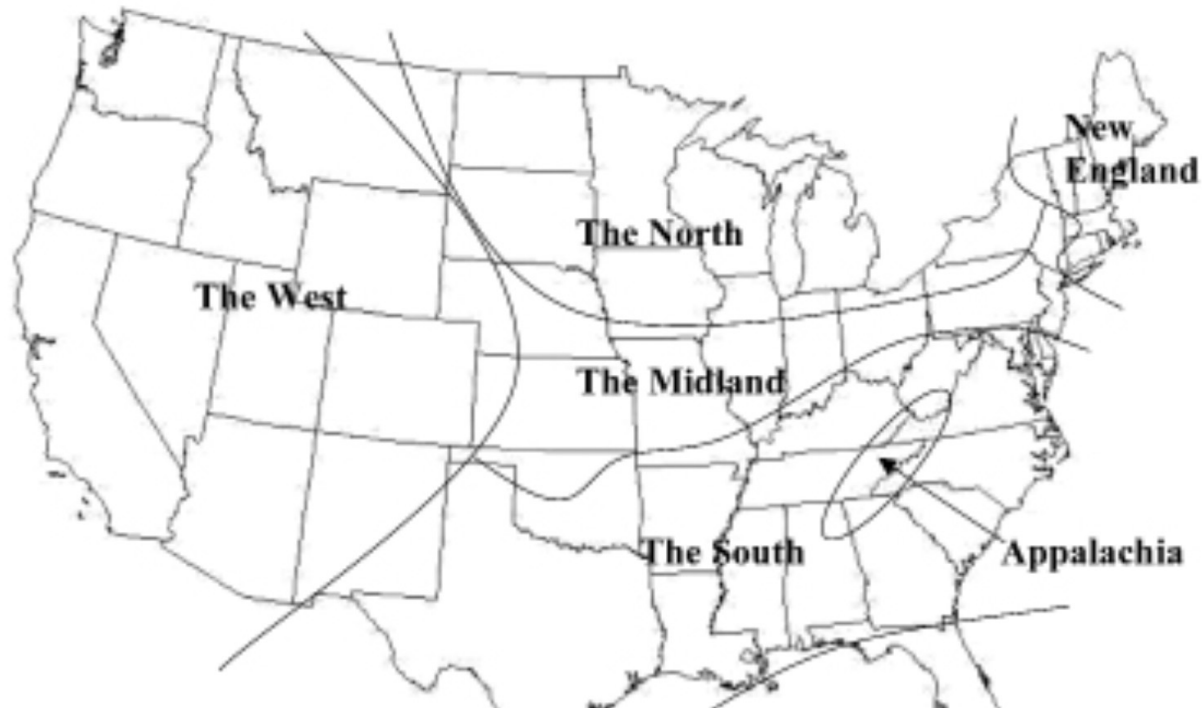 New
England
The North
The West
The Midland
The South
Appalachia